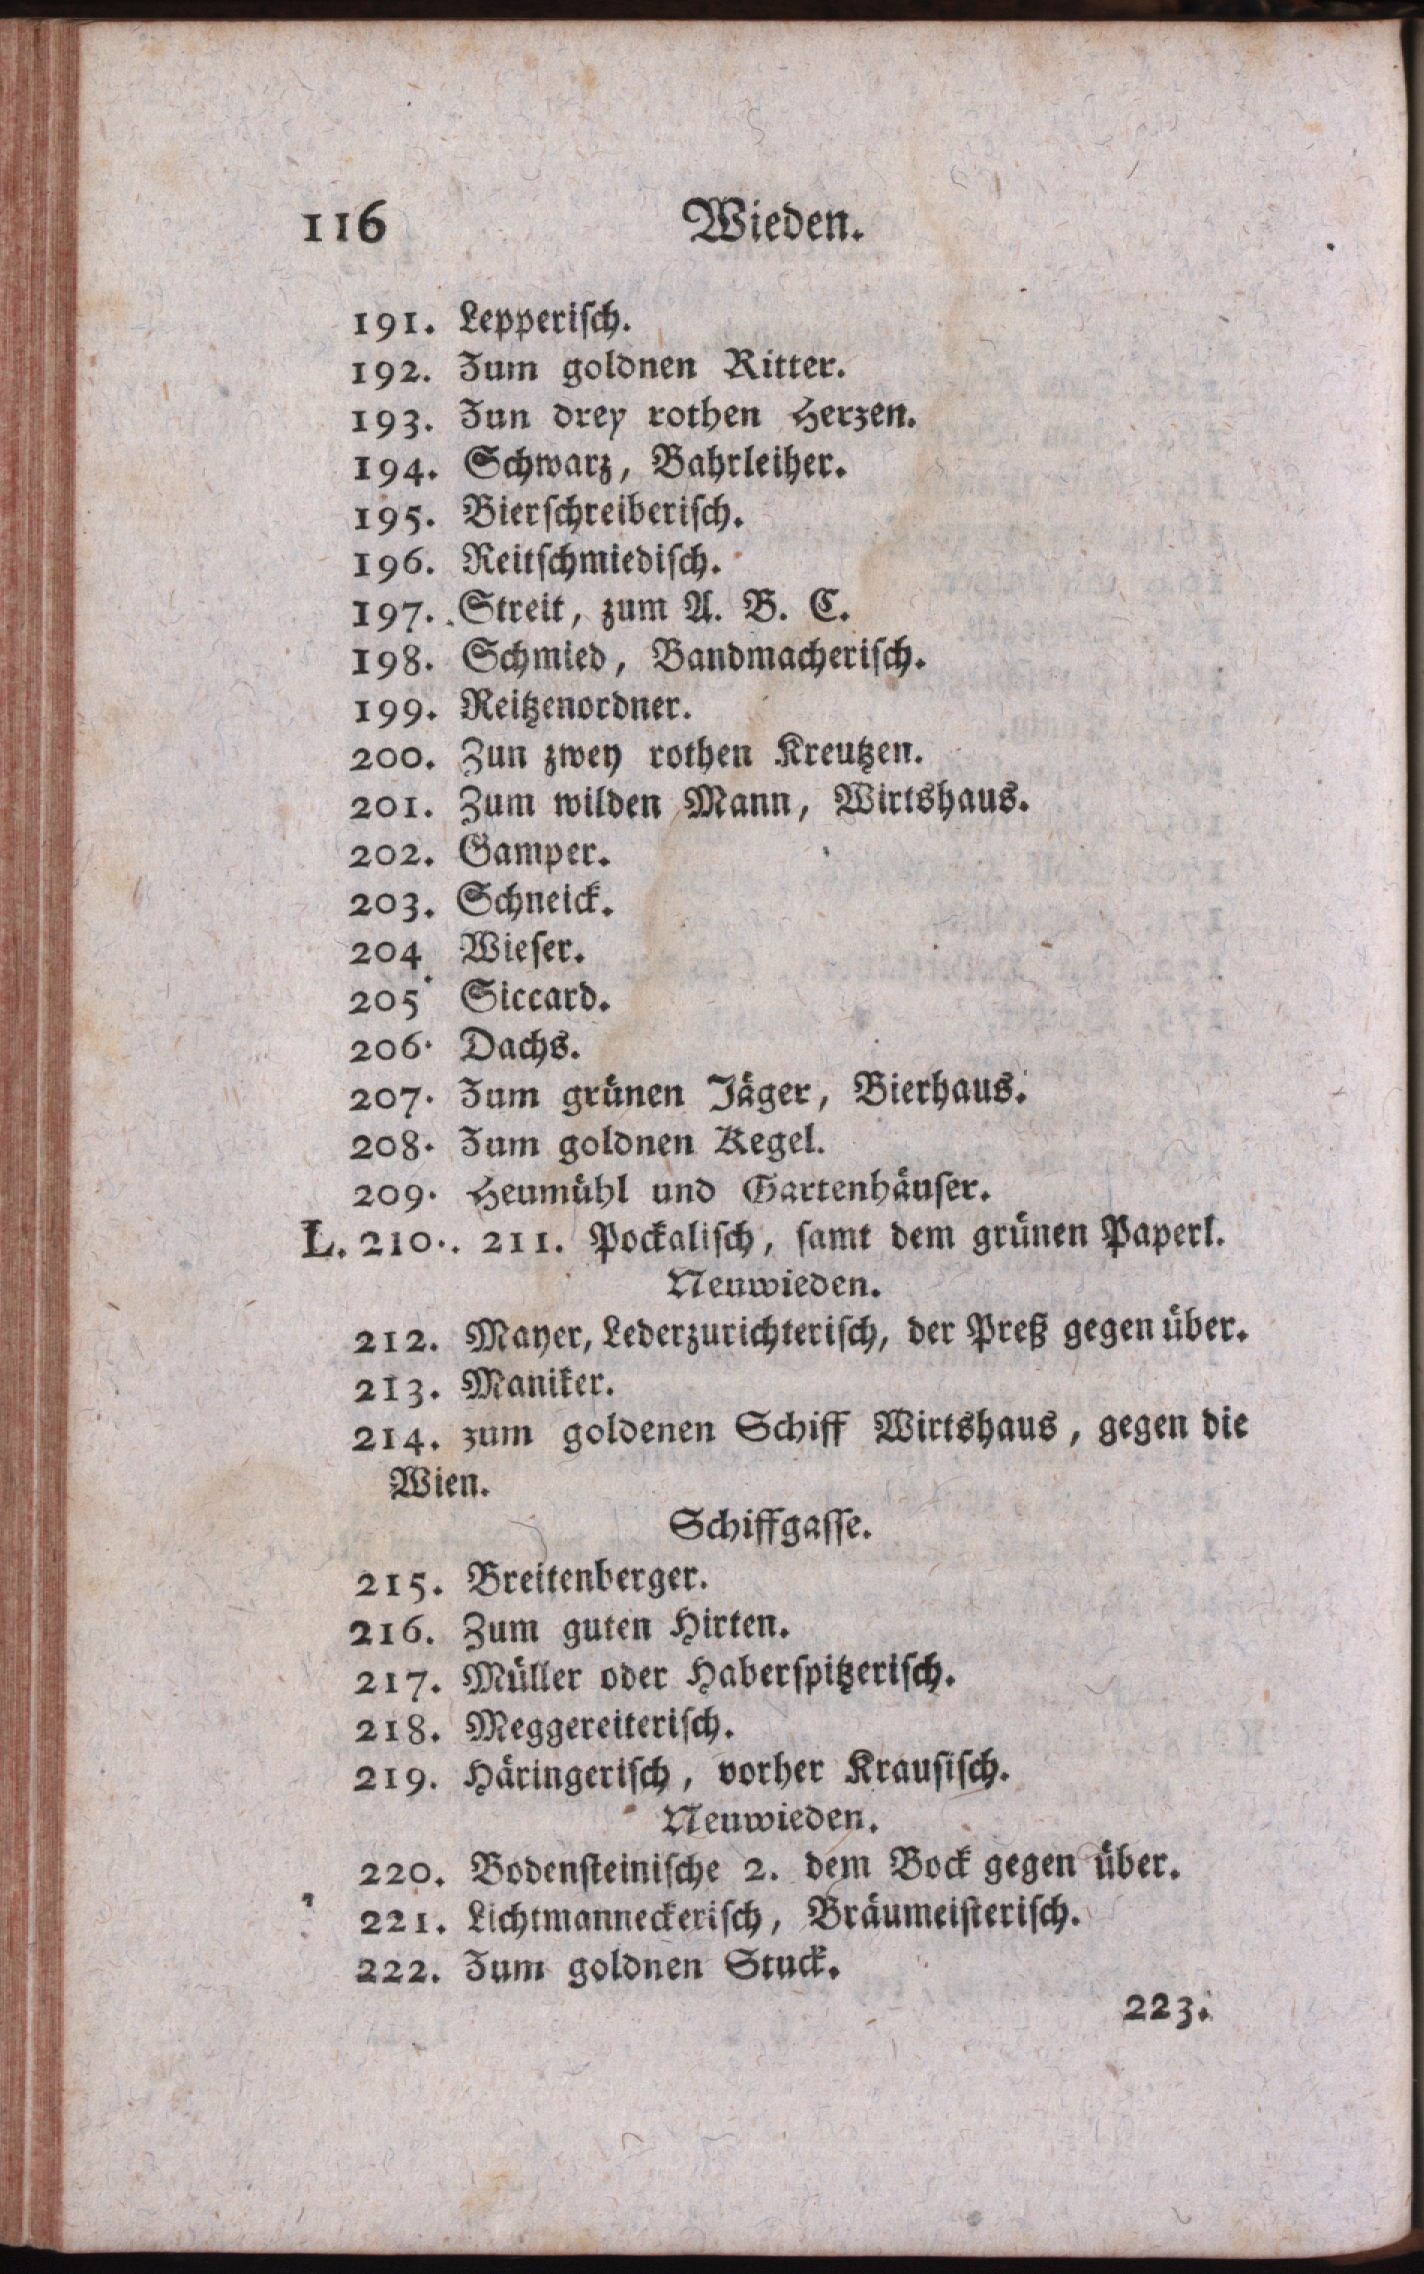 116 Wieden.
191. Lepperiſch.
192. Zum goldnen Ritter.
193. Zun drey rothen Herzen.
194. Schwarz, Bahrleiher.
195. Bierſchreiberiſch.
196. Reitſchmiediſch.
197. Streit, zum A. B. C.
198. Schmied, Bandmacheriſch.
199. Reitzenordner.
200. Zun zwey rothen Kreutzen.
201. Zum wilden Mann, Wirtshaus.
202. Gamper.
203. Schneick.
204 Wieſer.
205 Siccard.
206. Dachs.
207. Zum grünen Jäger, Bierhaus.
208. Zum goldnen Kegel.
209. Heumühl und Gartenhäuſer.
L. 210.. 211. Pockaliſch, ſamt dem grünen Paperl.
Neuwieden.
212. Mayer, Lederzurichteriſch, der Preß gegen über.
213. Maniker.
214. zum goldenen Schiff Wirtshaus, gegen die
Wien.
Schiffgaſſe.
215. Breitenberger.
216. Zum guten Hirten.
217. Müller oder Haberſpitzeriſch.
218. Meggereiteriſch.
219. Häringeriſch, vorher Krauſiſch.
Neuwieden.
220. Bodenſteiniſche 2. dem Bock gegen über.
221. Lichtmanneckeriſch, Bräumeiſteriſch.
222. Zum goldnen Stuck.
223.